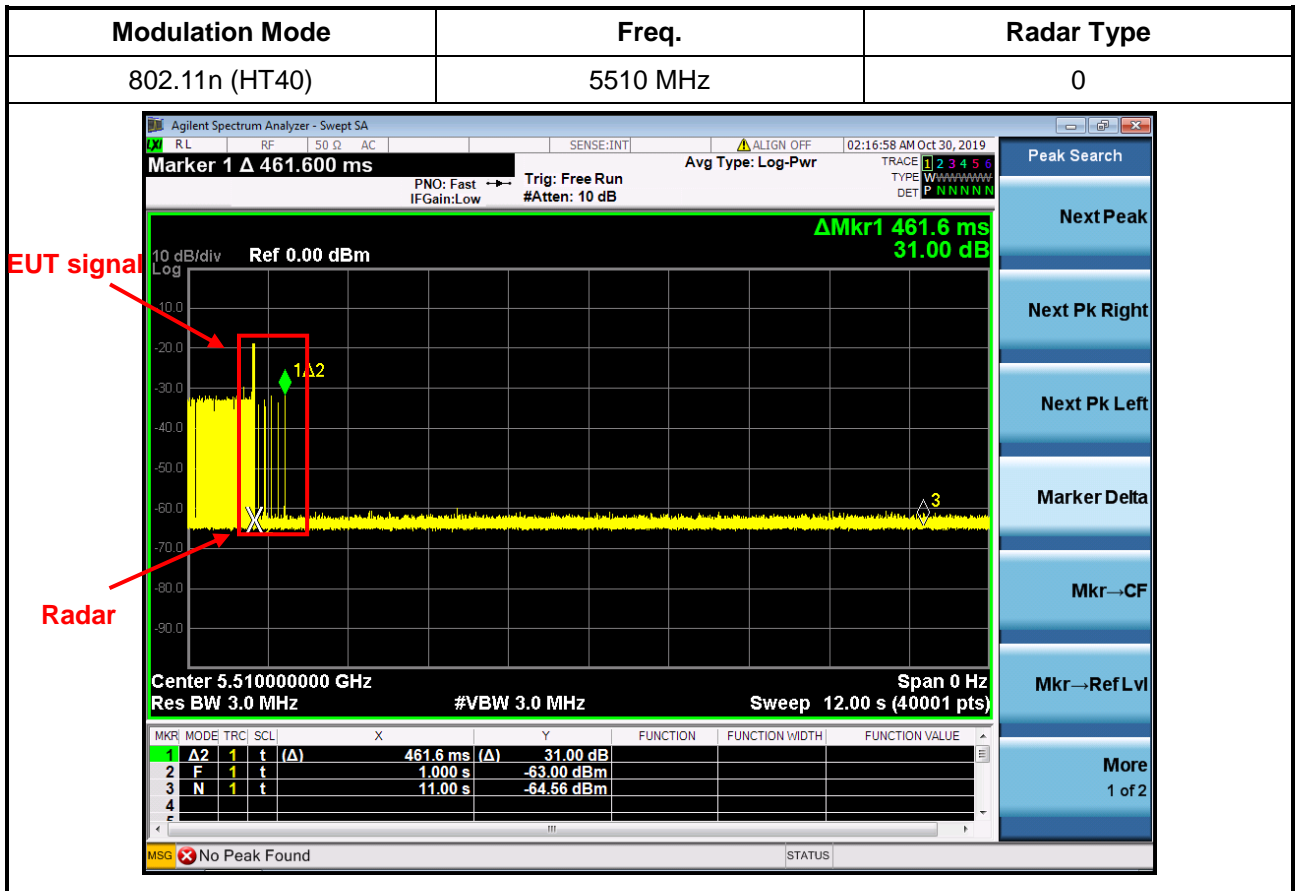 Modulation Mode Freq. Radar Type
802.11n (HT40) 5510 MHz 0
Agilent Spectrum Analyzer - Swept SA
LXI RL RF 50 Ω AC SENSE:INT ALIGN OFF 02:16:58 AM Oct 30, 2019
Marker 1 Δ 461.600 ms Avg Type: Log-Pwr TRACE 1 2 3 4 5 6
PNO: Fast Trig: Free Run TYPE WWWWWWW
IFGain:Low #Atten: 10 dB DET P N N N N N
Peak Search
ΔMkr1 461.6 ms
10 dB/div Ref 0.00 dBm 31.00 dB
Log
EUT signal
-10.0
-20.0
1Δ2
-30.0
-40.0
-50.0
-60.0
X
3
-70.0
-80.0
-90.0
Radar
Center 5.510000000 GHz Span 0 Hz
Res BW 3.0 MHz #VBW 3.0 MHz Sweep 12.00 s (40001 pts)
MKR MODE TRC SCL X Y FUNCTION FUNCTION WIDTH FUNCTION VALUE
1 Δ2 1 t (Δ) 461.6 ms (Δ) 31.00 dB
2 F 1 t 1.000 s -63.00 dBm
3 N 1 t 11.00 s -64.56 dBm
4
MSG No Peak Found STATUS
Next Peak
Next Pk Right
Next Pk Left
Marker Delta
Mkr→CF
Mkr→Ref Lvl
More
1 of 2